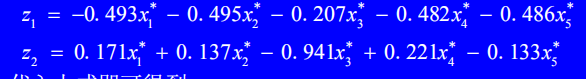 z₁ = −0.493x₁* − 0.495x₂* − 0.207x₃* − 0.482x₄* − 0.486x₅*
z₂ = 0.171x₁* + 0.137x₂* − 0.941x₃* + 0.221x₄* − 0.133x₅*